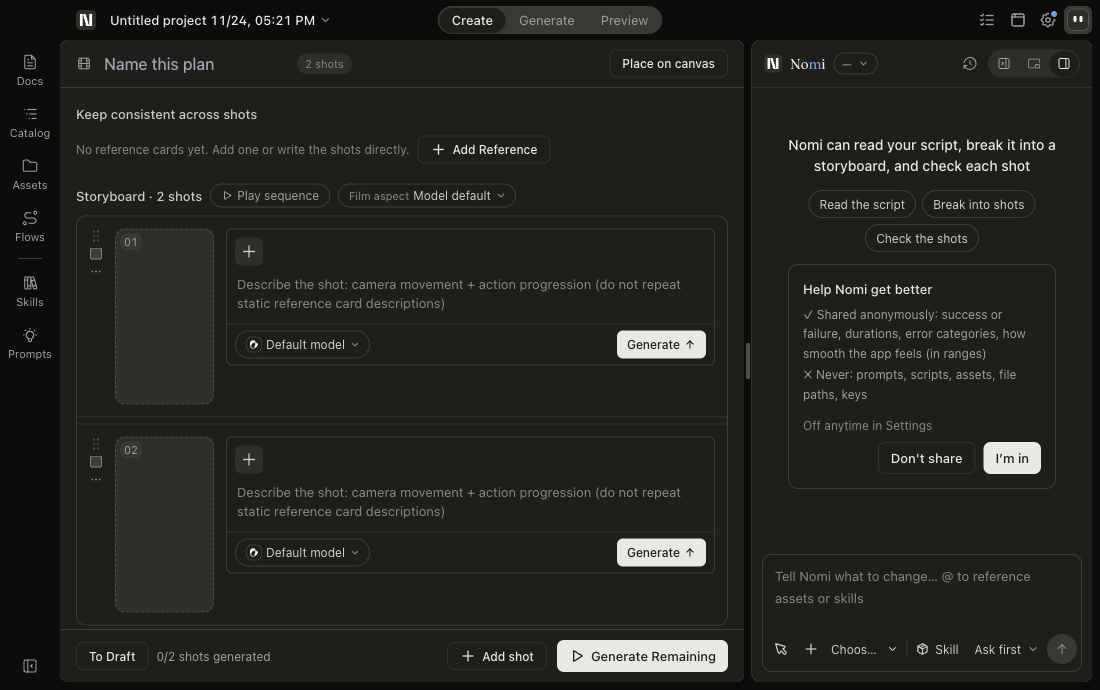 Untitled project 11/24, 05:21 PM
Create
Generate
Preview
Docs
Catalog
Assets
Flows
Skills
Prompts
Name this plan
2 shots
Place on canvas
Keep consistent across shots
No reference cards yet. Add one or write the shots directly.
Add Reference
Storyboard · 2 shots
Play sequence
Film aspect Model default
01
Describe the shot: camera movement + action progression (do not repeat
static reference card descriptions)
Default model
Generate ↑
02
Describe the shot: camera movement + action progression (do not repeat
static reference card descriptions)
Default model
Generate ↑
To Draft
0/2 shots generated
+ Add shot
Generate Remaining
Nomi
—
Nomi can read your script, break it into a
storyboard, and check each shot
Read the script
Break into shots
Check the shots
Help Nomi get better
✓ Shared anonymously: success or
failure, durations, error categories, how
smooth the app feels (in ranges)
✕ Never: prompts, scripts, assets, file
paths, keys
Off anytime in Settings
Don't share
I'm in
Tell Nomi what to change... @ to reference
assets or skills
Choos...
Skill
Ask first